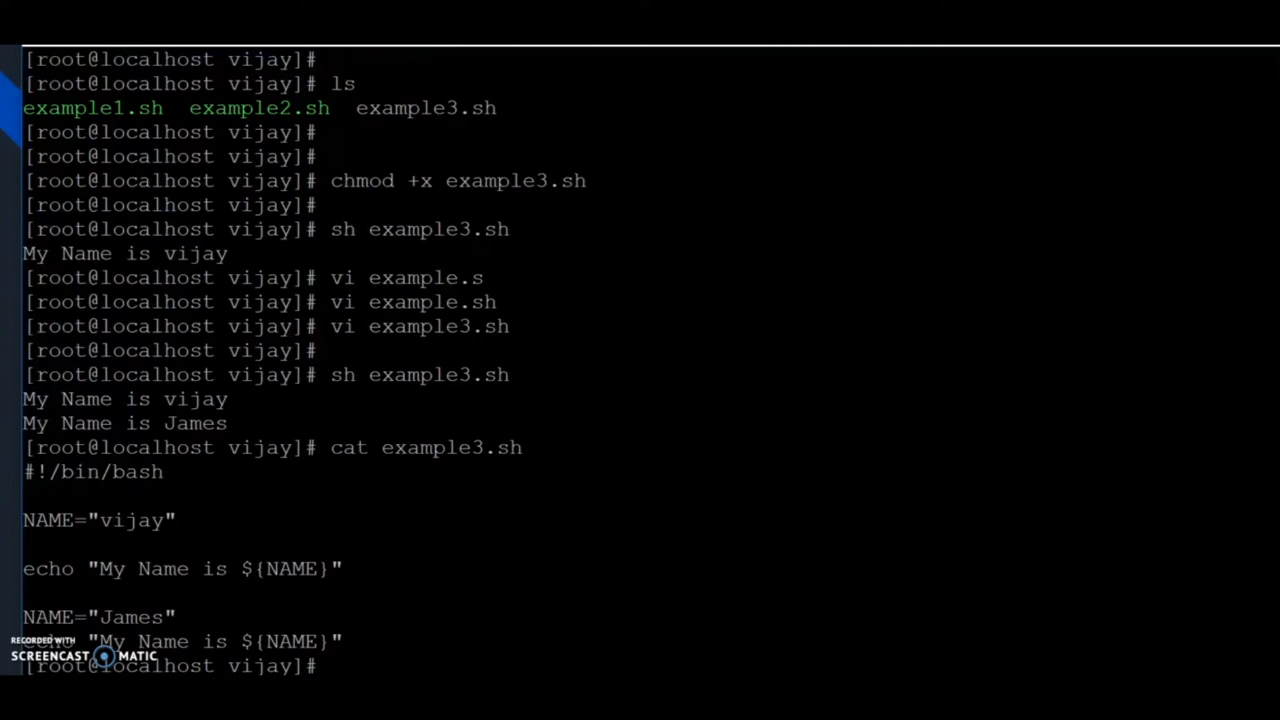 [root@localhost vijay]#
[root@localhost vijay]# ls
example1.sh  example2.sh  example3.sh
[root@localhost vijay]#
[root@localhost vijay]#
[root@localhost vijay]# chmod +x example3.sh
[root@localhost vijay]#
[root@localhost vijay]# sh example3.sh
My Name is vijay
[root@localhost vijay]# vi example.s
[root@localhost vijay]# vi example.sh
[root@localhost vijay]# vi example3.sh
[root@localhost vijay]#
[root@localhost vijay]# sh example3.sh
My Name is vijay
My Name is James
[root@localhost vijay]# cat example3.sh
#!/bin/bash
NAME="vijay"
echo "My Name is ${NAME}"
NAME="James"
echo "My Name is ${NAME}"
[root@localhost vijay]#
RECORDED WITH
SCREENCAST MATIC